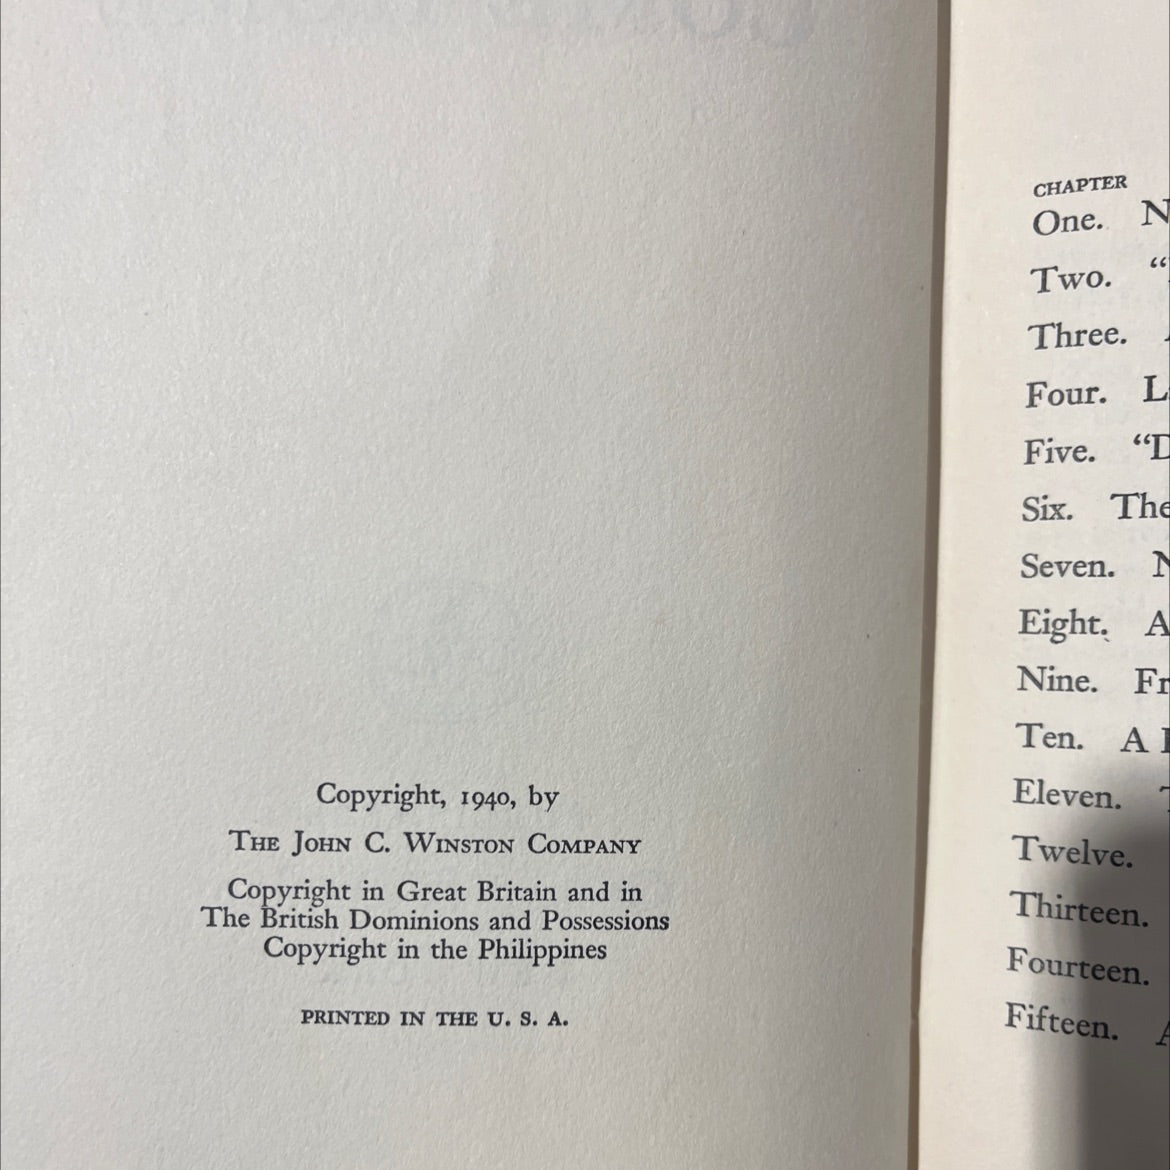 Copyright, 1940, by
THE JOHN C. WINSTON COMPANY
Copyright in Great Britain and in
The British Dominions and Possessions
Copyright in the Philippines
PRINTED IN THE U. S. A.
CHAPTER
One.
Two.
Three.
Four.
Five.
Six. The
Seven.
Eight.
Nine.
Ten. A
Eleven.
Twelve.
Thirteen.
Fourteen.
Fifteen.